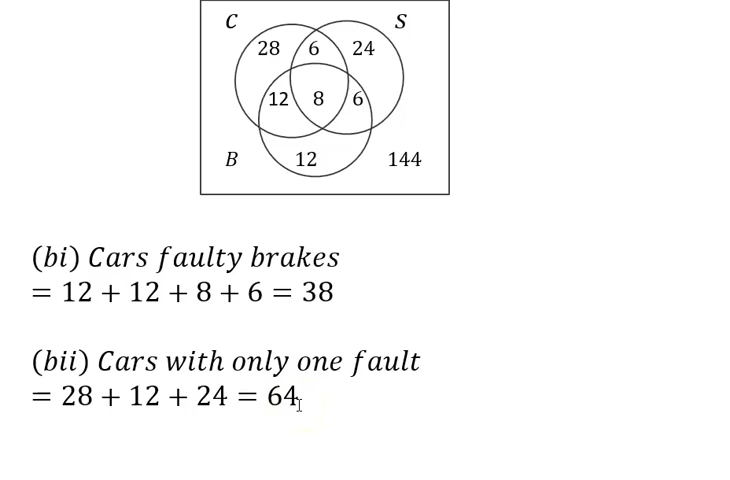 C S
28 6 24
12 8 6
B 12 144
(bi) Cars faulty brakes
= 12 + 12 + 8 + 6 = 38
(bii) Cars with only one fault
= 28 + 12 + 24 = 64